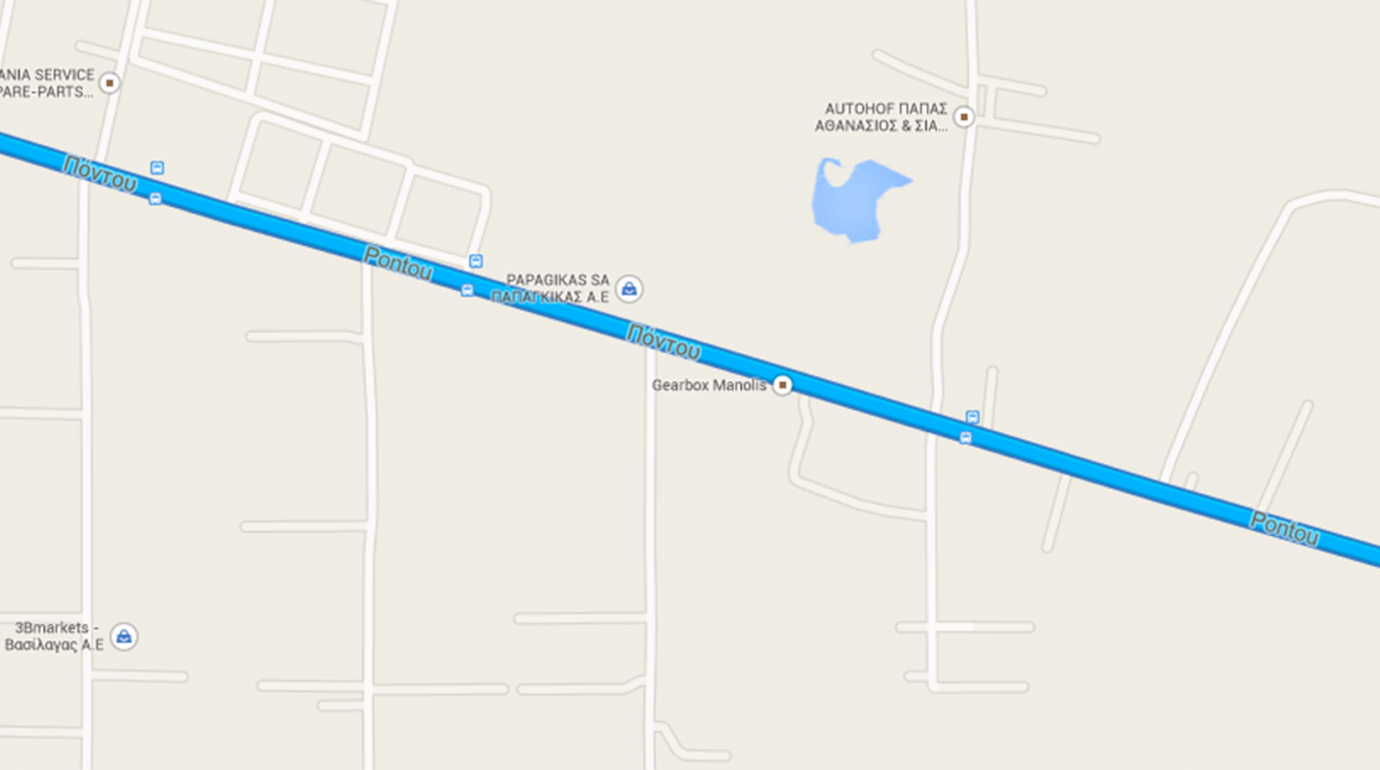 ANIA SERVICE
PARE-PARTS...
AUTOHOF ΠΑΠΑΣ
ΑΘΑΝΑΣΙΟΣ & ΣΙΑ...
Πόντου
Pontou
PAPAGIKAS SA
ΠΑΠΑΓΚΙΚΑΣ Α.Ε
Πόντου
Gearbox Manolis
Pontou
3Bmarkets -
Βασίλαγας Α.Ε